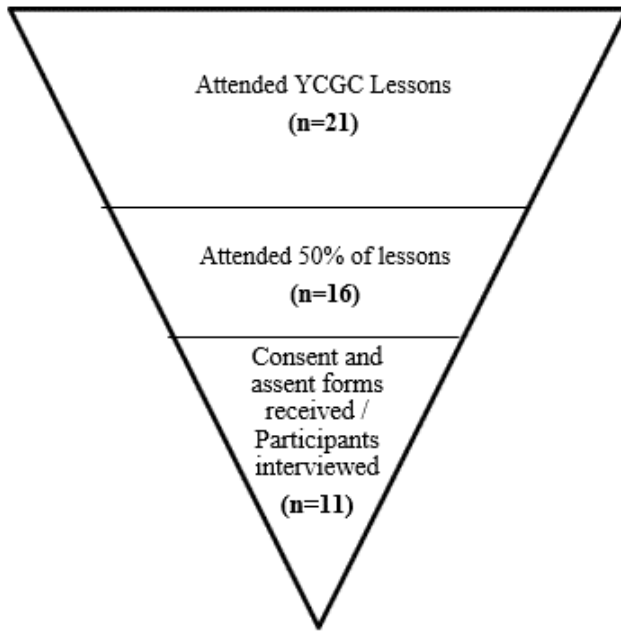 Attended YCGC Lessons
(n=21)
Attended 50% of lessons
(n=16)
Consent and
assent forms
received /
Participants
interviewed
(n=11)